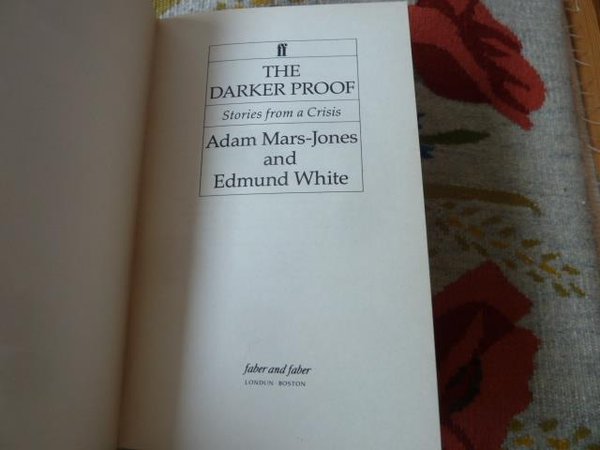 ff
THE
DARKER PROOF
Stories from a Crisis
Adam Mars-Jones
and
Edmund White
faber and faber
LONDON · BOSTON